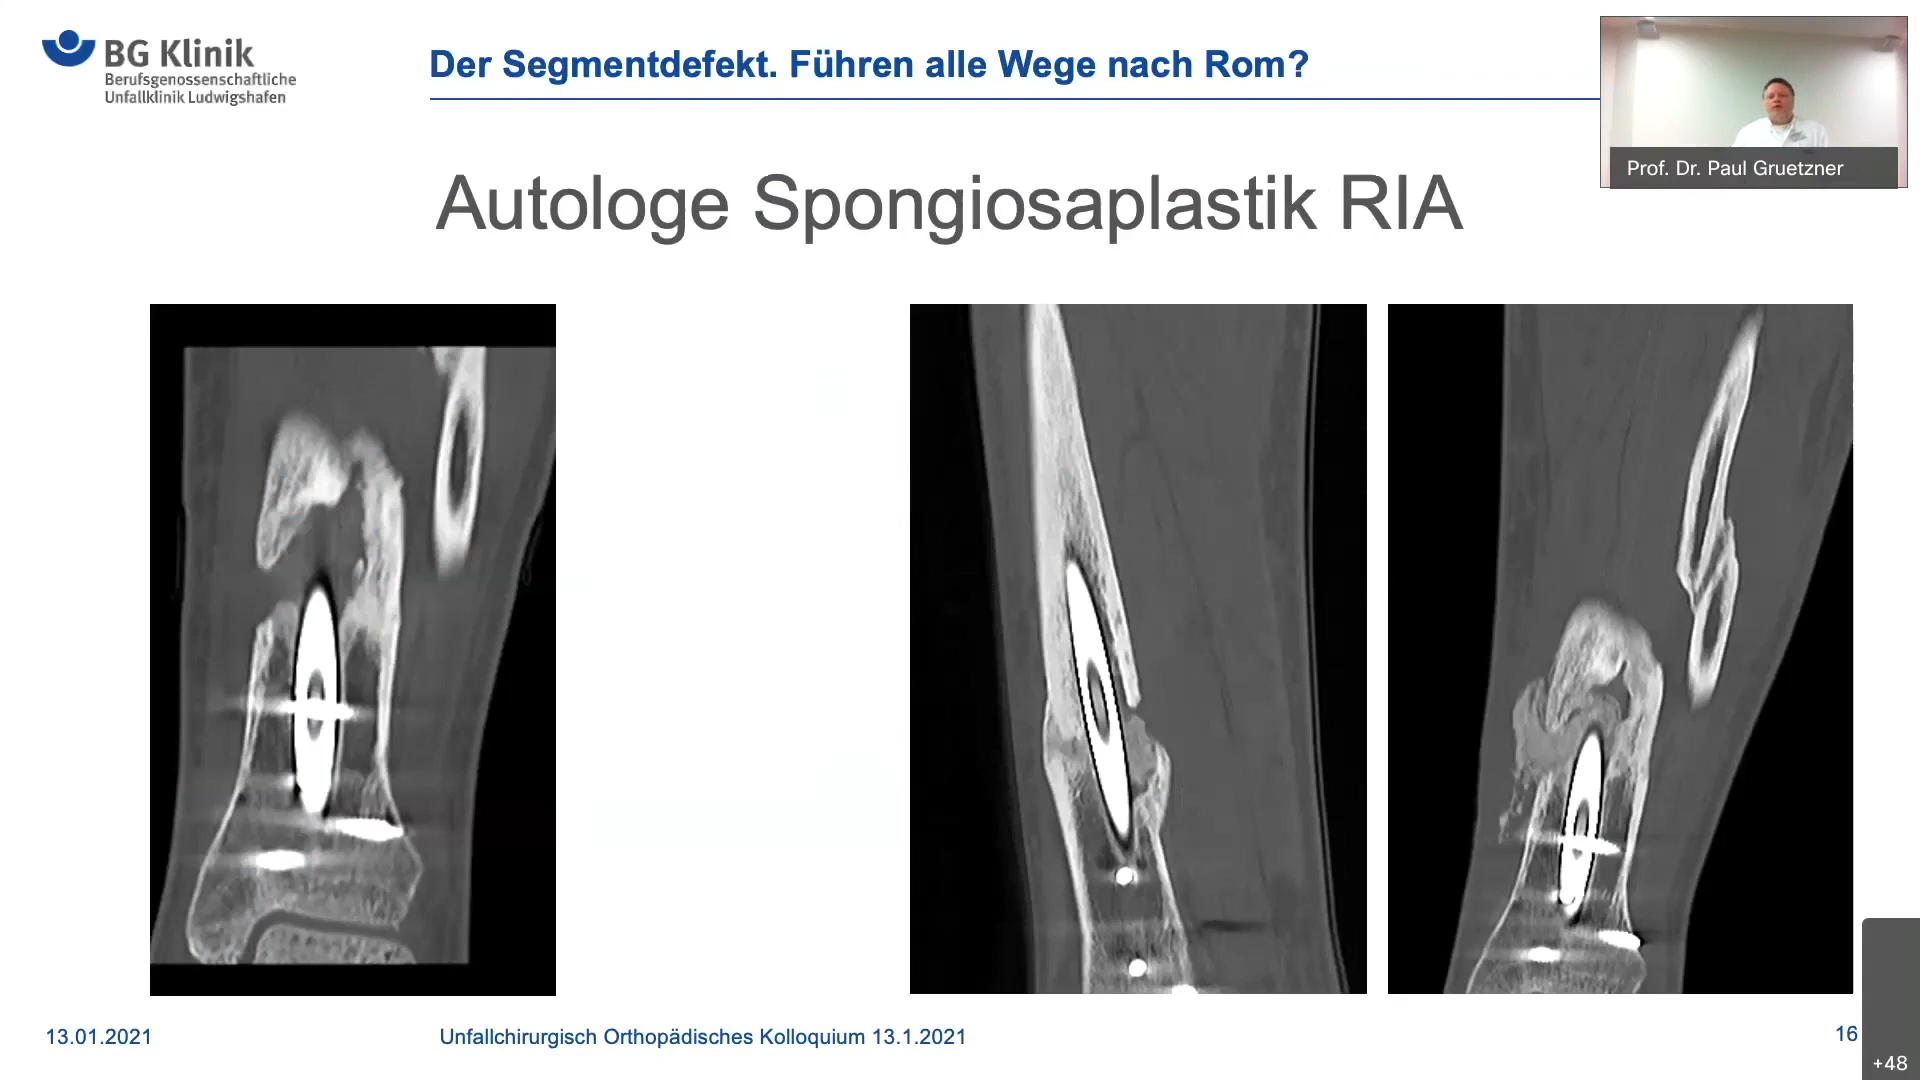 BG Klinik
Berufsgenossenschaftliche
Unfallklinik Ludwigshafen
Der Segmentdefekt. Führen alle Wege nach Rom?
Prof. Dr. Paul Gruetzner
Autologe Spongiosaplastik RIA
13.01.2021
Unfallchirurgisch Orthopädisches Kolloquium 13.1.2021
16
+48